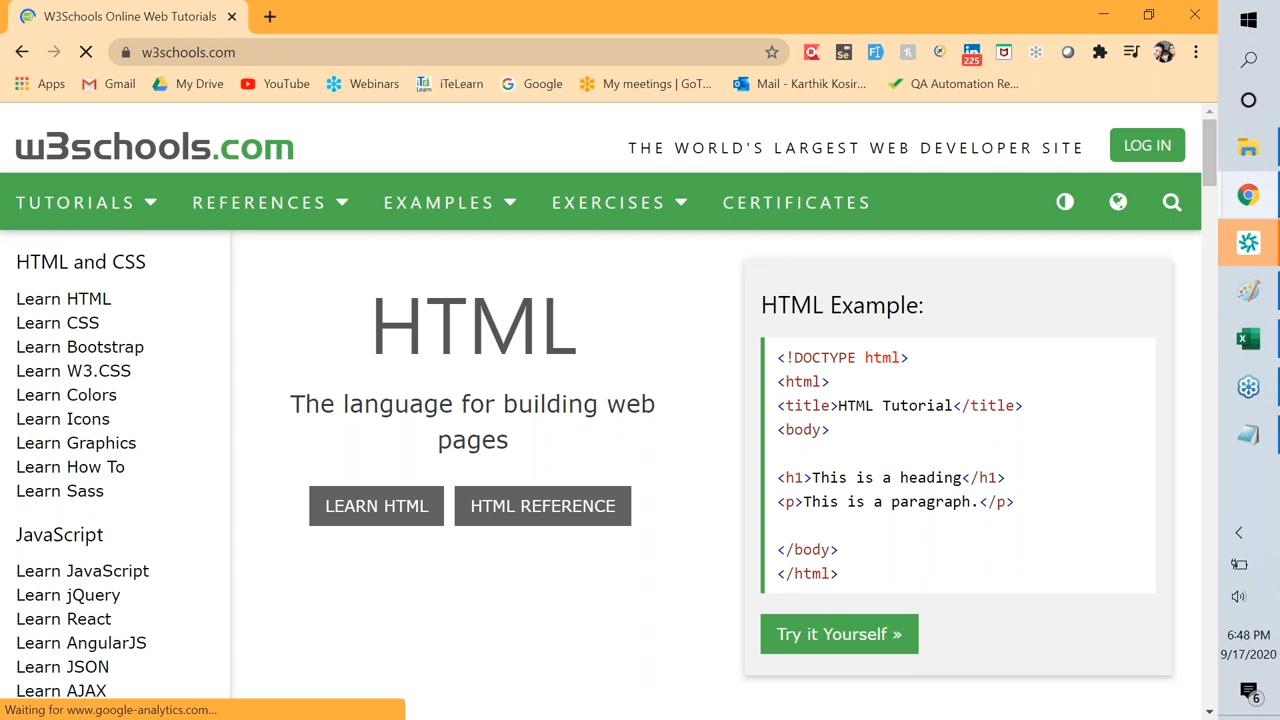 W3Schools Online Web Tutorials
w3schools.com
225
Apps
Gmail
My Drive
YouTube
Webinars
iTeLearn
Google
My meetings | GoT...
Mail - Karthik Kosir...
QA Automation Re...
w3schools.com
THE WORLD'S LARGEST WEB DEVELOPER SITE
LOG IN
TUTORIALS
REFERENCES
EXAMPLES
EXERCISES
CERTIFICATES
HTML and CSS
Learn HTML
Learn CSS
Learn Bootstrap
Learn W3.CSS
Learn Colors
Learn Icons
Learn Graphics
Learn How To
Learn Sass
JavaScript
Learn JavaScript
Learn jQuery
Learn React
Learn AngularJS
Learn JSON
Learn AJAX
HTML
The language for building web
pages
LEARN HTML
HTML REFERENCE
HTML Example:
<!DOCTYPE html>
<html>
<title>HTML Tutorial</title>
<body>
<h1>This is a heading</h1>
<p>This is a paragraph.</p>
</body>
</html>
Try it Yourself »
Waiting for www.google-analytics.com...
6:48 PM
9/17/2020
6